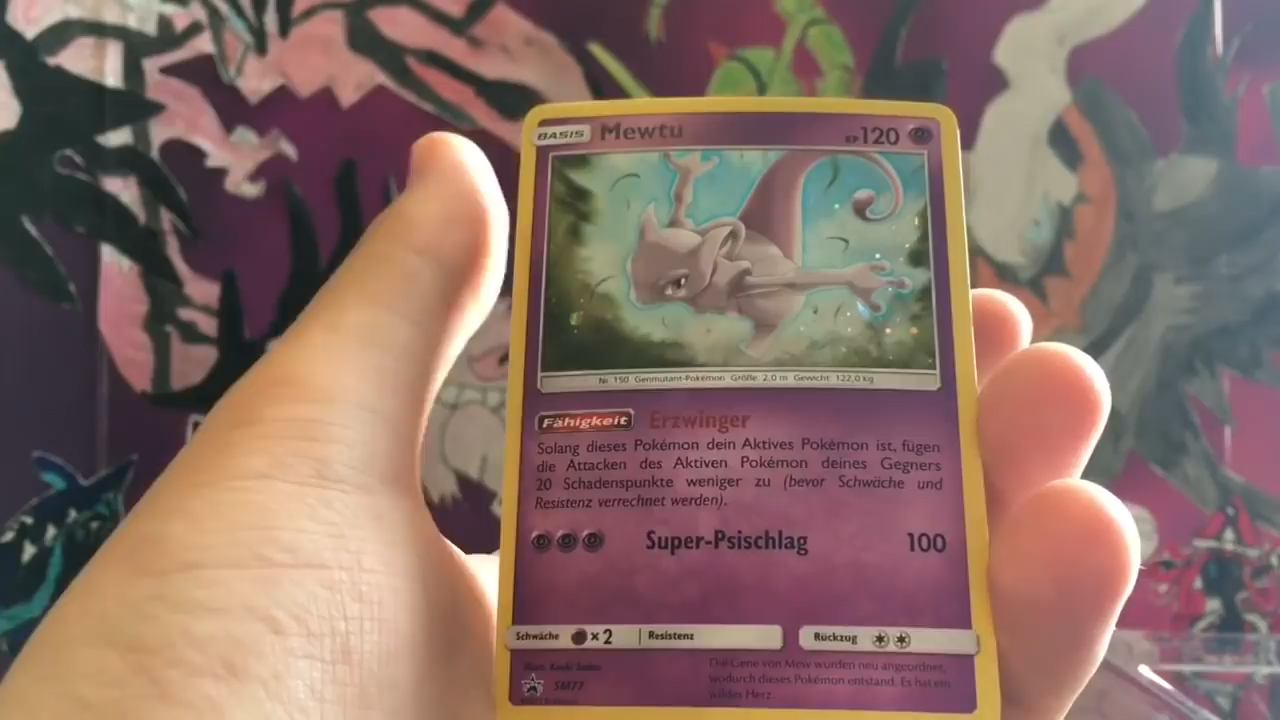 BASIS Mewtu KP120
№ 150 Genmutant-Pokémon Größe: 2,0 m Gewicht: 122,0 kg
Fähigkeit Erzwinger
Solang dieses Pokémon dein Aktives Pokémon ist, fügen
die Attacken des Aktiven Pokémon deines Gegners
20 Schadenspunkte weniger zu (bevor Schwäche und
Resistenz verrechnet werden).
Super-Psischlag 100
Schwäche ×2 Resistenz Rückzug
Illus.
SM77
Die Gene von Mew wurden neu angeordnet,
wodurch dieses Pokémon entstand. Es hat ein
wildes Herz.